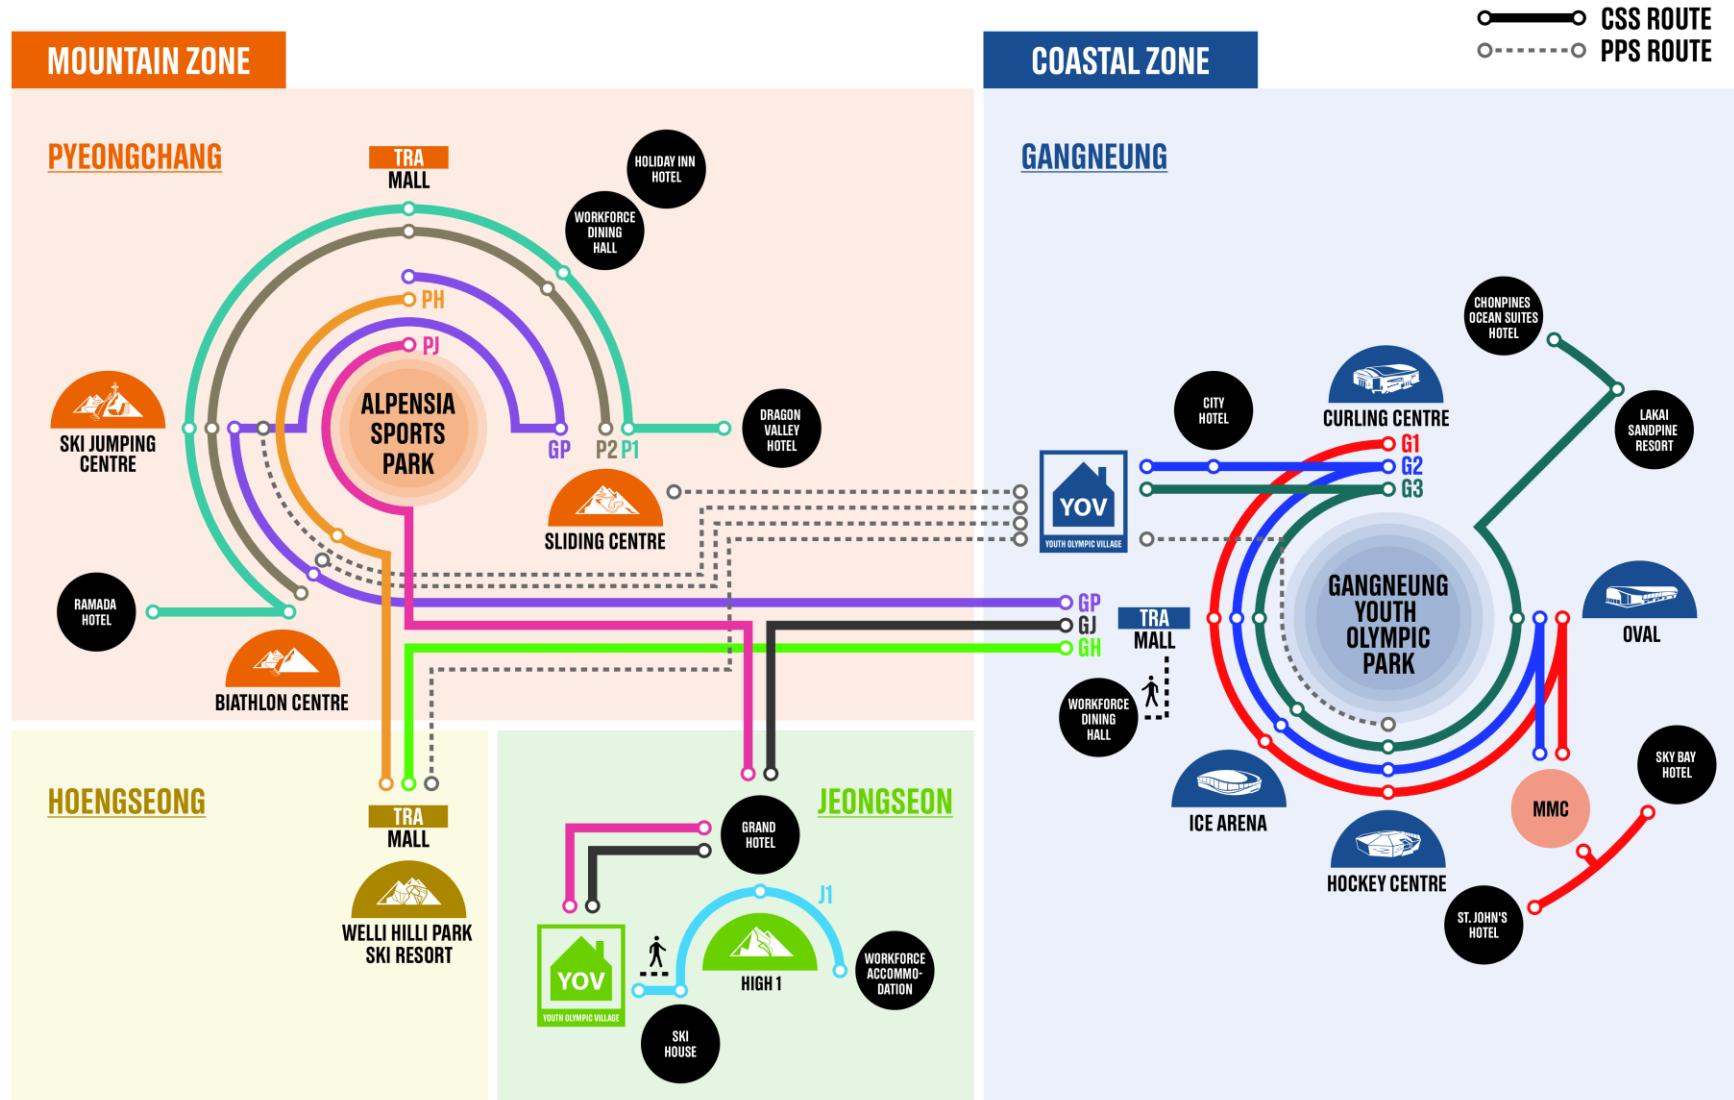 CSS ROUTE
PPS ROUTE
MOUNTAIN ZONE
PYEONGCHANG
TRA
MALL
HOLIDAY INN
HOTEL
WORKFORCE
DINING
HALL
PH
PJ
ALPENSIA
SPORTS
PARK
SKI JUMPING
CENTRE
GP
P2
P1
DRAGON
VALLEY
HOTEL
SLIDING CENTRE
RAMADA
HOTEL
BIATHLON CENTRE
HOENGSEONG
TRA
MALL
WELLI HILLI PARK
SKI RESORT
JEONGSEON
GRAND
HOTEL
J1
YOV
YOUTH OLYMPIC VILLAGE
HIGH 1
WORKFORCE
ACCOMMO-
DATION
SKI
HOUSE
COASTAL ZONE
GANGNEUNG
CHONPINES
OCEAN SUITES
HOTEL
CITY
HOTEL
CURLING CENTRE
LAKAI
SANDPINE
RESORT
G1
G2
G3
YOV
YOUTH OLYMPIC VILLAGE
GANGNEUNG
YOUTH
OLYMPIC
PARK
GP
GJ
GH
TRA
MALL
OVAL
WORKFORCE
DINING
HALL
ICE ARENA
HOCKEY CENTRE
MMC
SKY BAY
HOTEL
ST. JOHN'S
HOTEL